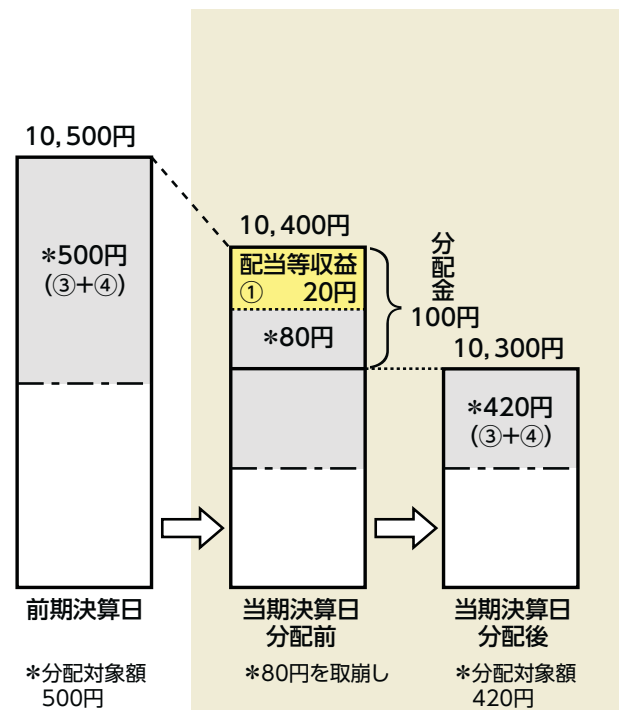 10,500円
*500円
(③+④)
10,400円
配当等収益
① 20円
*80円
分配金
100円
10,300円
*420円
(③+④)
前期決算日
当期決算日
分配前
当期決算日
分配後
*分配対象額
500円
*80円を取崩し
*分配対象額
420円